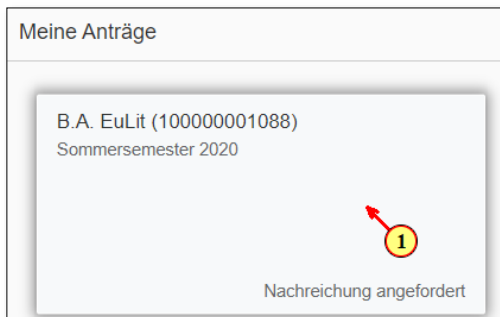 Meine Anträge
B.A. EuLit (100000001088)
Sommersemester 2020
1
Nachreichung angefordert